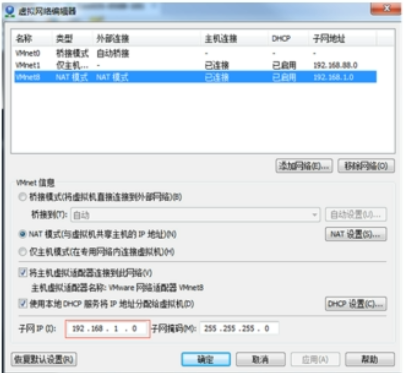 虚拟网络编辑器
名称 类型 外部连接 主机连接 DHCP 子网地址
VMnet0 桥接模式 自动桥接 - - -
VMnet1 仅主机... - 已连接 已启用 192.168.88.0
VMnet8 NAT 模式 NAT 模式 已连接 已启用 192.168.1.0
添加网络(E)... 移除网络(O)
VMnet 信息
桥接模式(将虚拟机直接连接到外部网络)(B)
桥接到(T): 自动 自动设置(U)...
NAT 模式(与虚拟机共享主机的 IP 地址)(N) NAT 设置(S)...
仅主机模式(在专用网络内连接虚拟机)(H)
将主机虚拟适配器连接到此网络(V)
主机虚拟适配器名称: VMware 网络适配器 VMnet8
使用本地 DHCP 服务将 IP 地址分配给虚拟机(D) DHCP 设置(C)...
子网 IP (I): 192 . 168 . 1 . 0 子网掩码(M): 255 . 255 . 255 . 0
恢复默认设置(R) 确定 取消 应用(A) 帮助